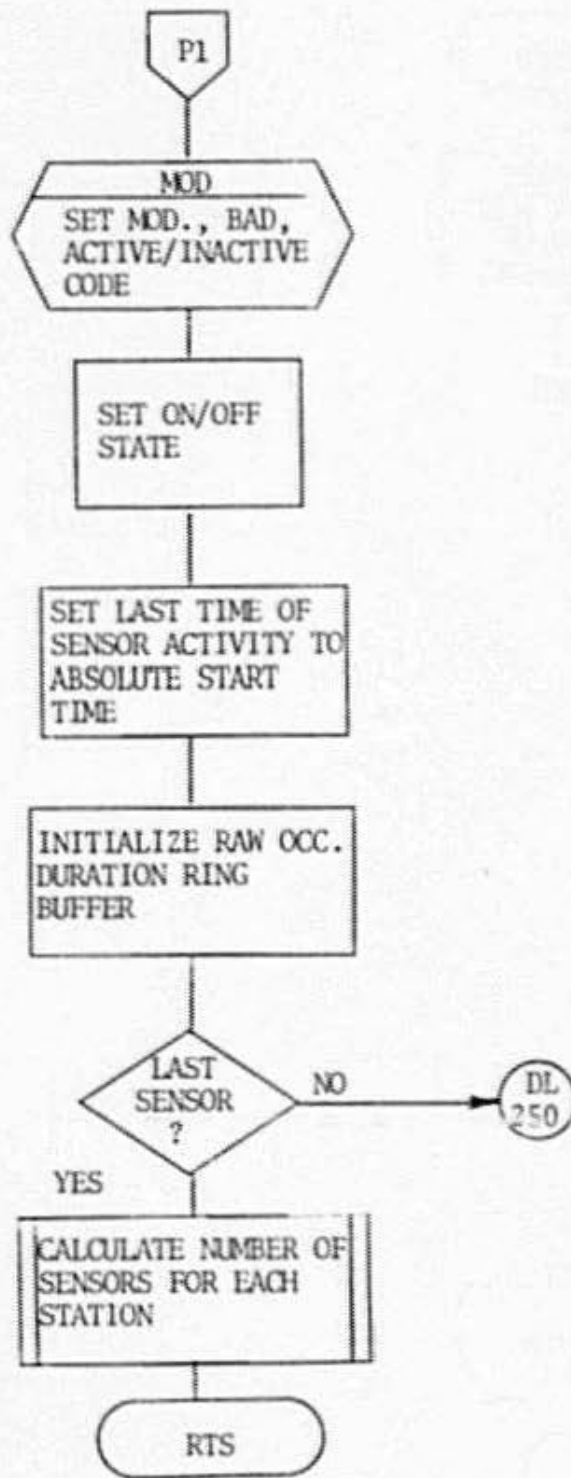 P1
MOD
SET MOD., BAD,
ACTIVE/INACTIVE
CODE
SET ON/OFF
STATE
SET LAST TIME OF
SENSOR ACTIVITY TO
ABSOLUTE START
TIME
INITIALIZE RAW OCC.
DURATION RING
BUFFER
LAST
SENSOR
?
NO
DL
250
YES
CALCULATE NUMBER OF
SENSORS FOR EACH
STATION
RTS